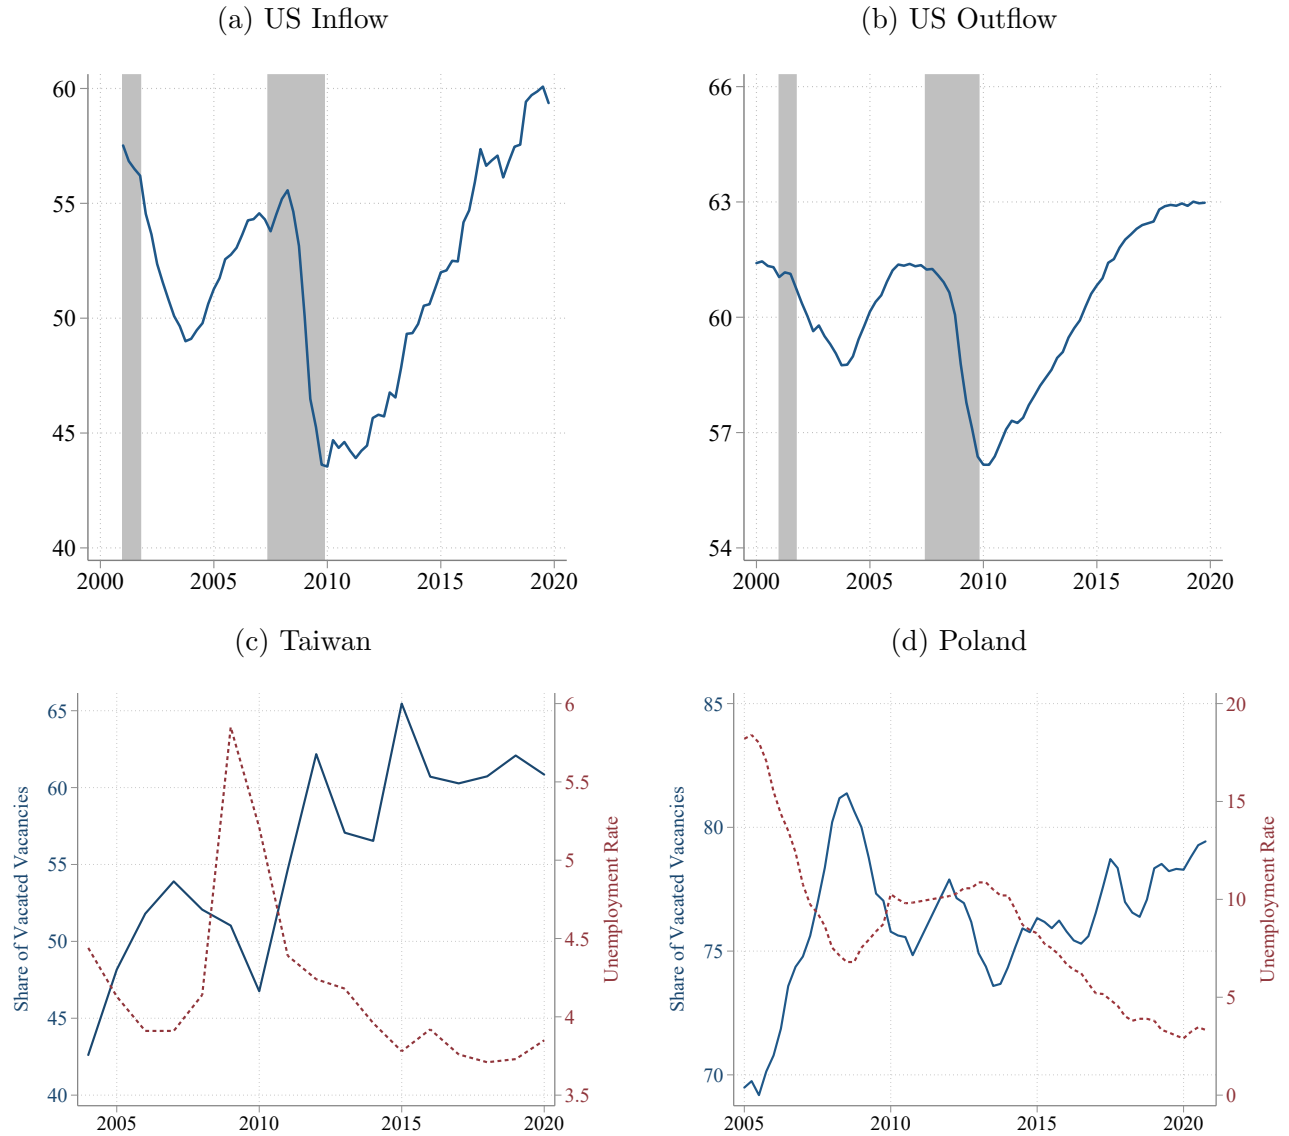 (a) US Inflow
60
55
50
45
40
2000 2005 2010 2015 2020
(b) US Outflow
66
63
60
57
54
2000 2005 2010 2015 2020
(c) Taiwan
Share of Vacated Vacancies
65
60
55
50
45
40
6
5.5
5
4.5
4
3.5
Unemployment Rate
2005 2010 2015 2020
(d) Poland
Share of Vacated Vacancies
85
80
75
70
20
15
10
5
0
Unemployment Rate
2005 2010 2015 2020